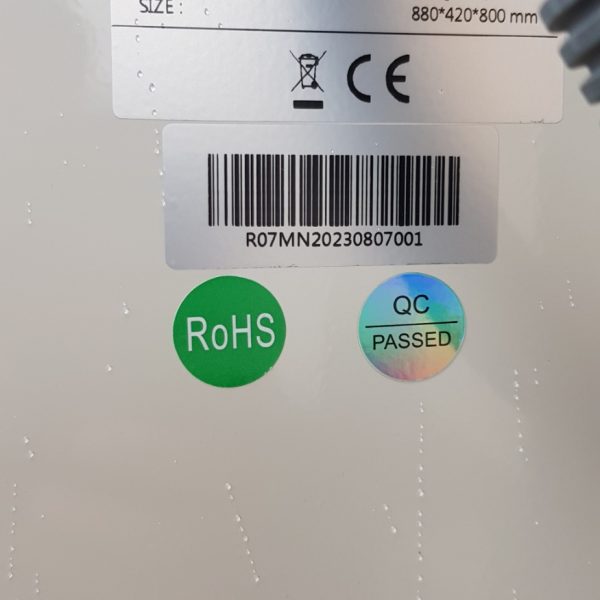 SIZE :
880*420*800 mm
CE
R07MN20230807001
RoHS
QC
PASSED